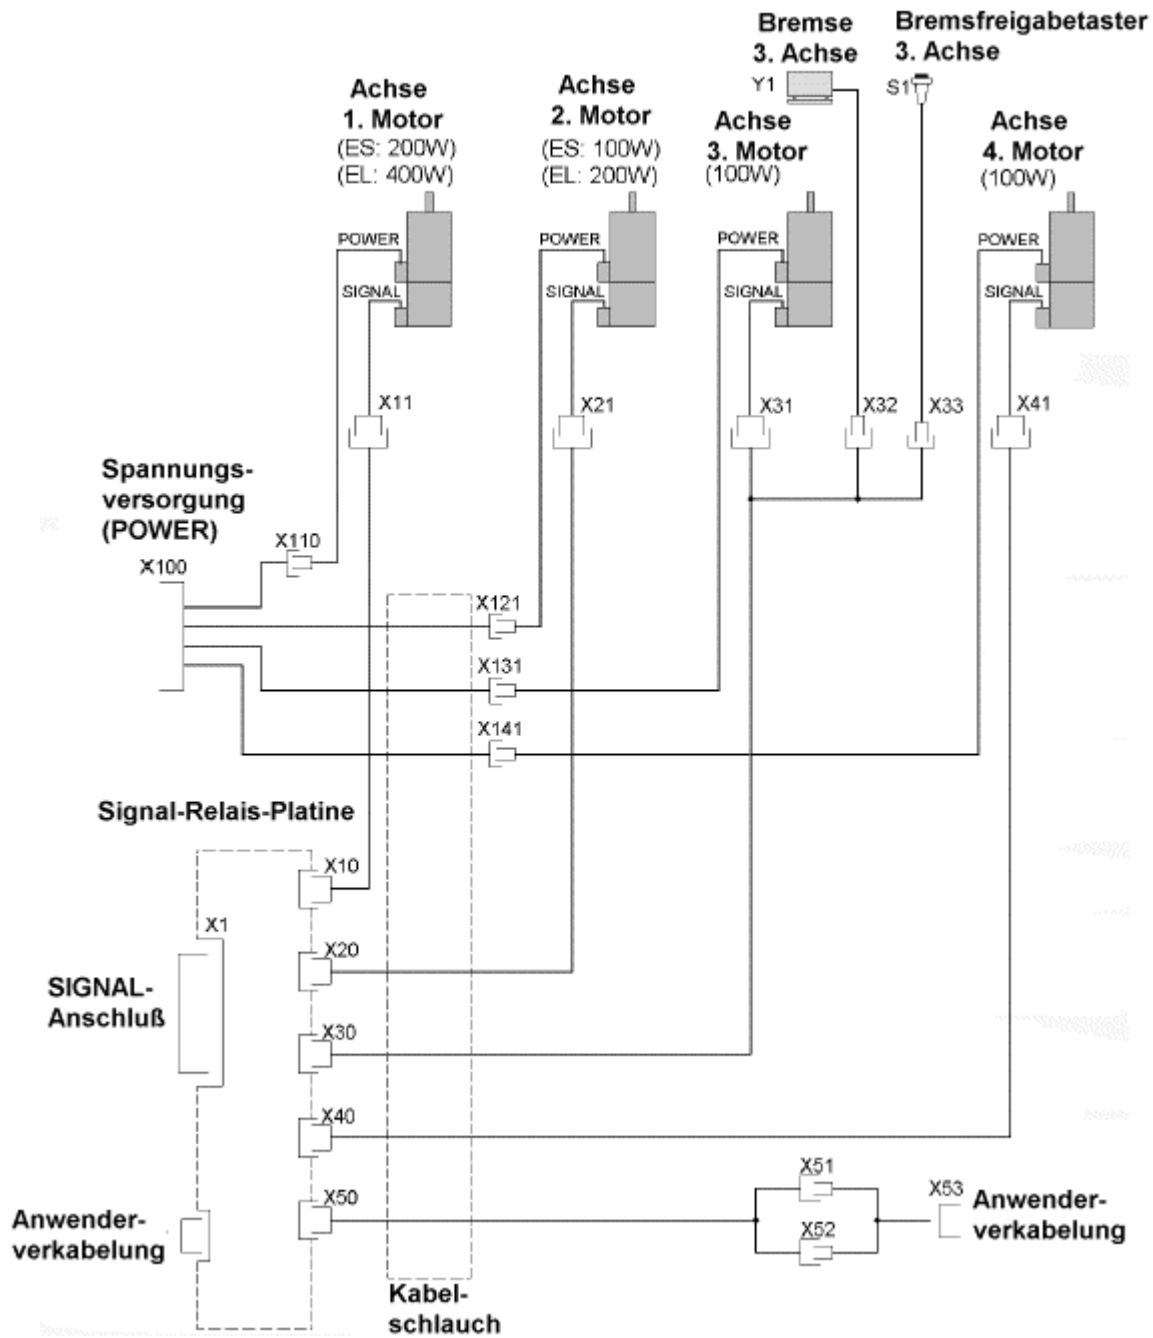 Bremse
3. Achse
Y1
Bremsfreigabetaster
3. Achse
S1
Achse
1. Motor
(ES: 200W)
(EL: 400W)
Achse
2. Motor
(ES: 100W)
(EL: 200W)
Achse
3. Motor
(100W)
Achse
4. Motor
(100W)
POWER
SIGNAL
POWER
SIGNAL
POWER
SIGNAL
POWER
SIGNAL
X11
X21
X31
X32
X33
X41
Spannungs-
versorgung
(POWER)
X100
X110
X121
X131
X141
Signal-Relais-Platine
X10
X1
X20
SIGNAL-
Anschluß
X30
X40
X50
Anwender-
verkabelung
X51
X52
X53
Anwender-
verkabelung
Kabel-
schlauch